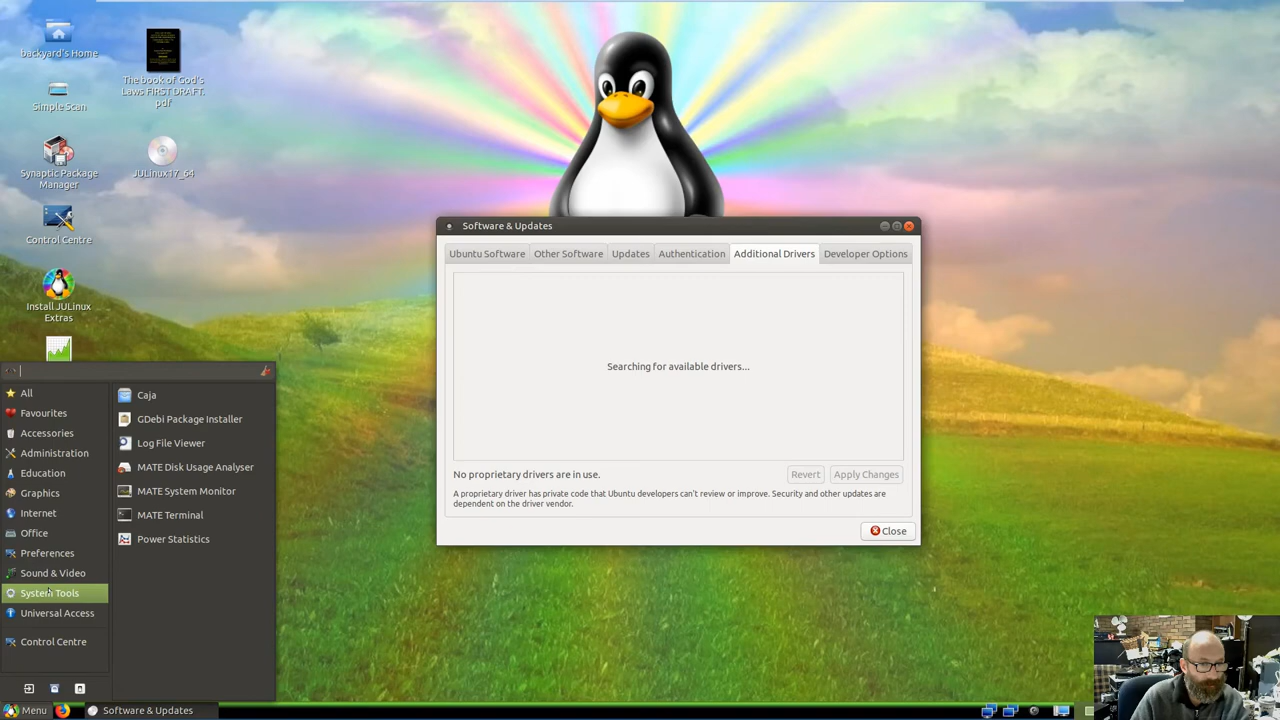 backyard's Home
The book of God's
Laws FIRST DRAFT.
pdf
Simple Scan
Synaptic Package
Manager
JULinux17_64
Control Centre
Install JULinux
Extras
Software & Updates
Ubuntu Software
Other Software
Updates
Authentication
Additional Drivers
Developer Options
Searching for available drivers...
No proprietary drivers are in use.
Revert
Apply Changes
A proprietary driver has private code that Ubuntu developers can't review or improve. Security and other updates are
dependent on the driver vendor.
Close
All
Favourites
Accessories
Administration
Education
Graphics
Internet
Office
Preferences
Sound & Video
System Tools
Universal Access
Control Centre
Caja
GDebi Package Installer
Log File Viewer
MATE Disk Usage Analyser
MATE System Monitor
MATE Terminal
Power Statistics
Menu
Software & Updates